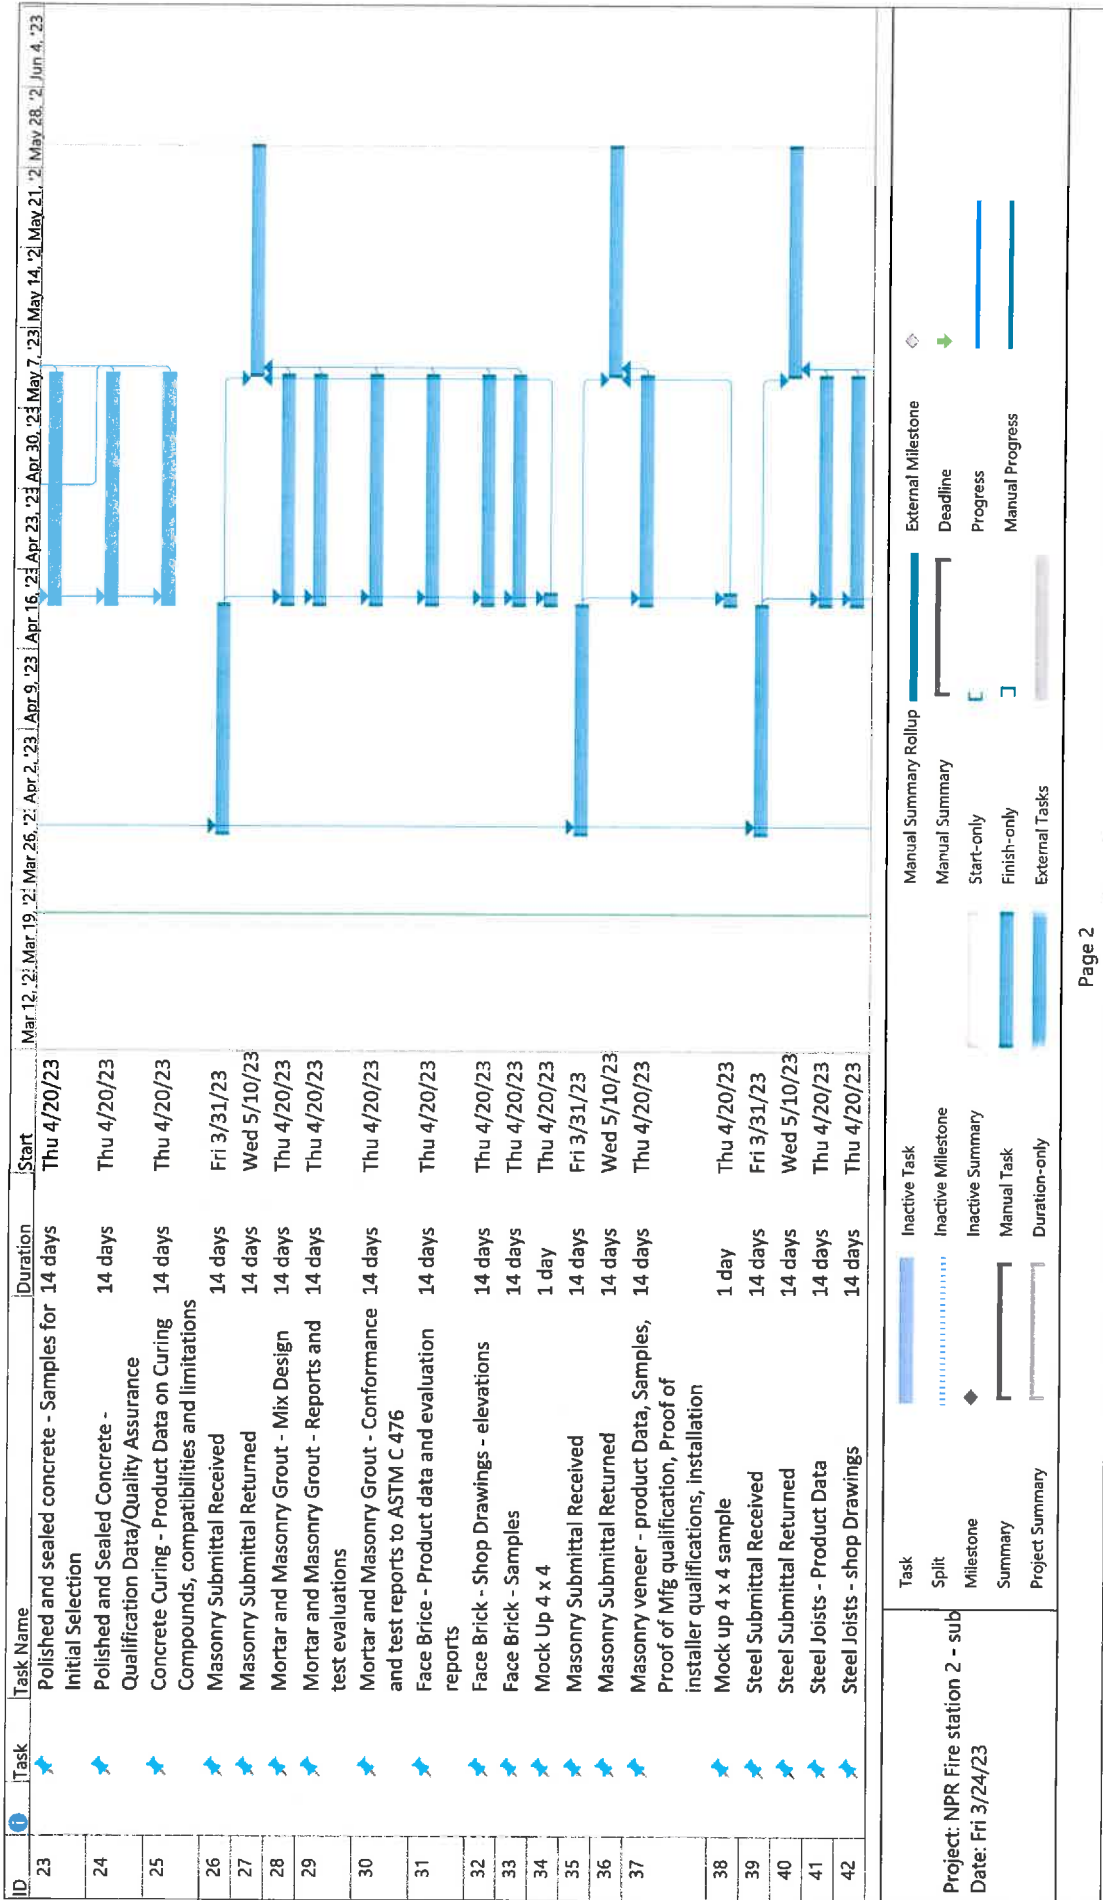 ID Task Task Name Duration Start Mar 12, '2 Mar 19, '2 Mar 26, '2 Apr 2, '23 Apr 9, '23 Apr 16, '23 Apr 23, '23 Apr 30, '23 May 7, '23 May 14, '2 May 21, '2 May 28, '2 Jun 4, '23
23 Polished and sealed concrete - Samples for 14 days Thu 4/20/23
Initial Selection
24 Polished and Sealed Concrete - 14 days Thu 4/20/23
Qualification Data/Quality Assurance
25 Concrete Curing - Product Data on Curing 14 days Thu 4/20/23
Compounds, compatibilities and limitations
26 Masonry Submittal Received 14 days Fri 3/31/23
27 Masonry Submittal Returned 14 days Wed 5/10/23
28 Mortar and Masonry Grout - Mix Design 14 days Thu 4/20/23
29 Mortar and Masonry Grout - Reports and 14 days Thu 4/20/23
test evaluations
30 Mortar and Masonry Grout - Conformance 14 days Thu 4/20/23
and test reports to ASTM C 476
31 Face Brice - Product data and evaluation 14 days Thu 4/20/23
reports
32 Face Brick - Shop Drawings - elevations 14 days Thu 4/20/23
33 Face Brick - Samples 14 days Thu 4/20/23
34 Mock Up 4 x 4 1 day Thu 4/20/23
35 Masonry Submittal Received 14 days Fri 3/31/23
36 Masonry Submittal Returned 14 days Wed 5/10/23
37 Masonry veneer - product Data, Samples, 14 days Thu 4/20/23
Proof of Mfg qualification, Proof of
installer qualifications, installation
38 Mock up 4 x 4 sample 1 day Thu 4/20/23
39 Steel Submittal Received 14 days Fri 3/31/23
40 Steel Submittal Returned 14 days Wed 5/10/23
41 Steel Joists - Product Data 14 days Thu 4/20/23
42 Steel Joists - shop Drawings 14 days Thu 4/20/23
Project: NPR Fire station 2 - sub
Date: Fri 3/24/23
Task Inactive Task Manual Summary Rollup External Milestone
Split Inactive Milestone Manual Summary Deadline
Milestone Inactive Summary Start-only Progress
Summary Manual Task Finish-only Manual Progress
Project Summary Duration-only External Tasks
Page 2